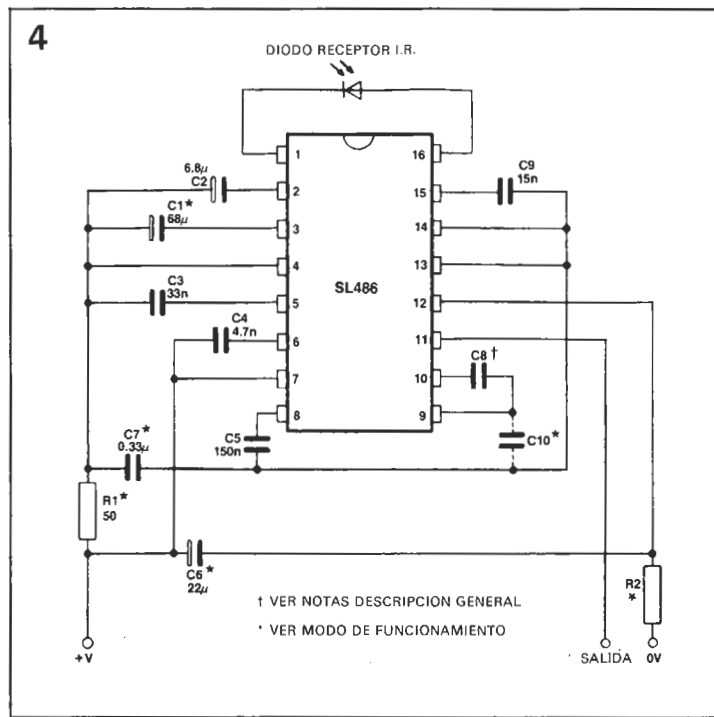 4
DIODO RECEPTOR I.R.
1
16
6.8μ
C2
2
15
C9
15n
C1*
68μ
3
14
4
13
C3
33n
5
SL486
12
C4
4.7n
6
11
7
C8 †
10
8
9
C7*
0.33μ
C5
150n
C10*
R1*
50
C6*
22μ
R2
*
† VER NOTAS DESCRIPCION GENERAL
* VER MODO DE FUNCIONAMIENTO
+V
SALIDA
0V